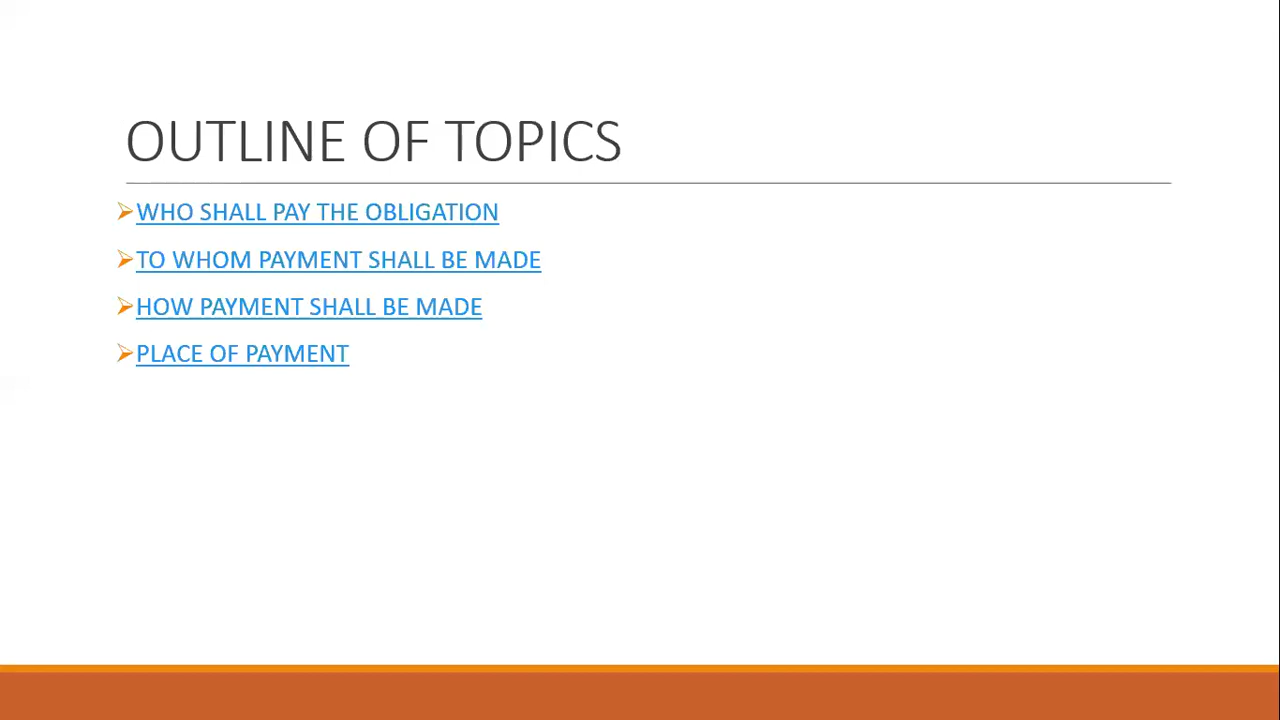 OUTLINE OF TOPICS
WHO SHALL PAY THE OBLIGATION
TO WHOM PAYMENT SHALL BE MADE
HOW PAYMENT SHALL BE MADE
PLACE OF PAYMENT